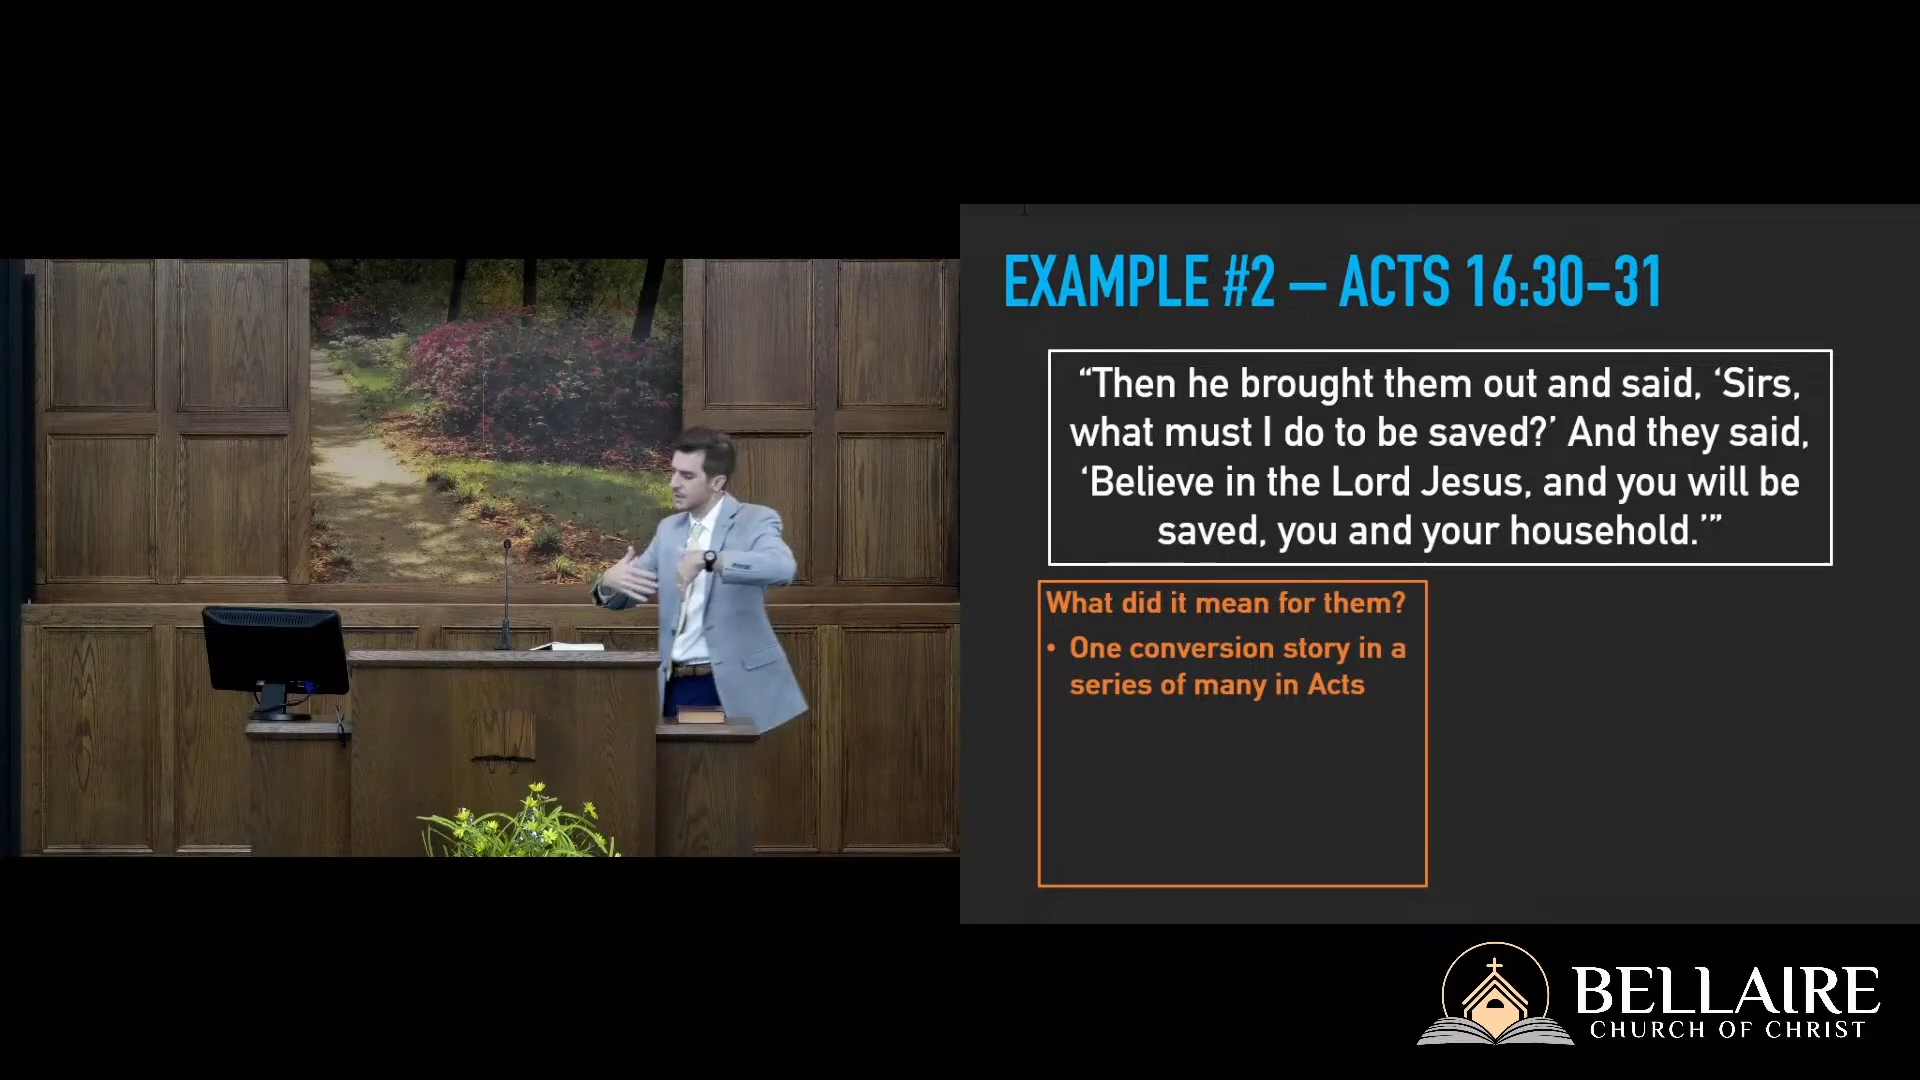 EXAMPLE #2 – ACTS 16:30-31
“Then he brought them out and said, ‘Sirs,
what must I do to be saved?’ And they said,
‘Believe in the Lord Jesus, and you will be
saved, you and your household.’”
What did it mean for them?
• One conversion story in a
series of many in Acts
BELLAIRE
CHURCH OF CHRIST